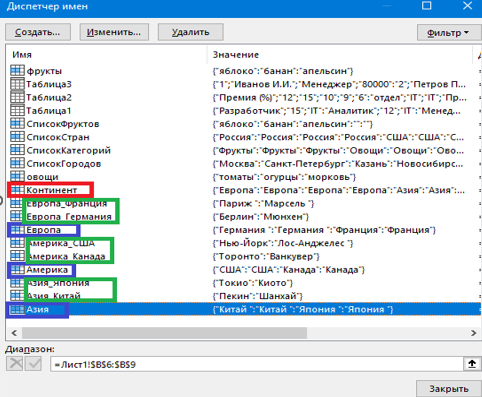 Диспетчер имен
Создать... Изменить... Удалить Фильтр
Имя Значение
фрукты {"яблоко":"банан":"апельсин"}
Таблица3 {"1";"Иванов И.И.";"Менеджер";"80000":"2";"Петров П...
Таблица2 {"Премия (%)";"12";"15";"10";"9";"6":"отдел";"IT";"IT";"Пр...
Таблица1 {"Разработчик";"15";"IT":"Аналитик";"12";"IT":"Менед...
СписокФруктов {"яблоко":"банан":"апельсин":"":""}
СписокСтран {"Россия":"Россия":"Россия":"Россия":"США":"США":"С...
СписокКатегорий {"Фрукты":"Фрукты":"Фрукты":"Овощи":"Овощи":"Ово...
СписокГородов {"Москва":"Санкт-Петербург":"Казань":"Новосибирс...
овощи {"томаты":"огурцы":"морковь"}
Континент {"Европа":"Европа":"Европа":"Европа":"Азия":"Азия":...
Европа_Франция {"Париж ":"Марсель "}
Европа_Германия {"Берлин":"Мюнхен"}
Европа {"Германия ":"Германия ":"Франция":"Франция"}
Америка_США {"Нью-Йорк":"Лос-Анджелес "}
Америка_Канада {"Торонто":"Ванкувер"}
Америка {"США":"США":"Канада":"Канада"}
Азия_Япония {"Токио":"Киото"}
Азия_Китай {"Пекин":"Шанхай"}
Азия {"Китай ":"Китай ":"Япония ":"Япония "}
Диапазон:
=Лист1!$B$6:$B$9
Закрыть